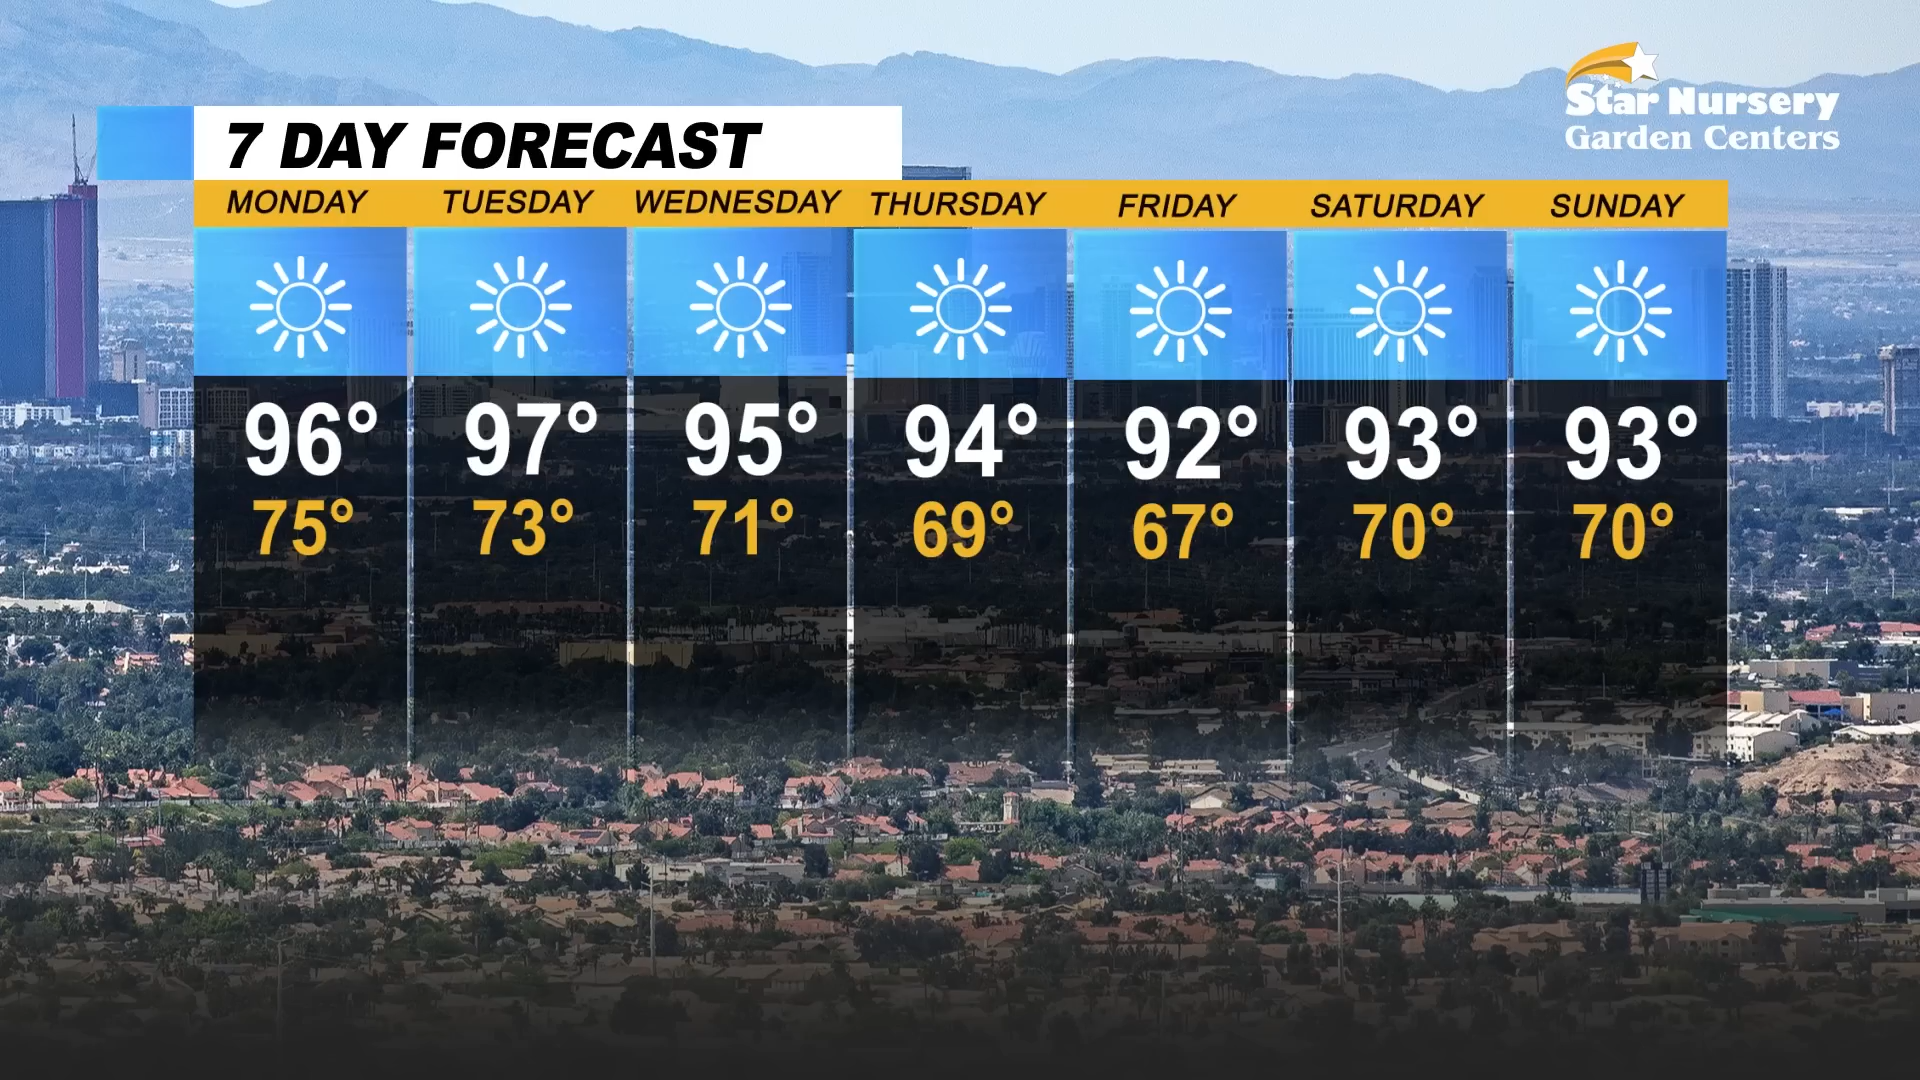 Star Nursery
Garden Centers
7 DAY FORECAST
MONDAY TUESDAY WEDNESDAY THURSDAY FRIDAY SATURDAY SUNDAY
96° 97° 95° 94° 92° 93° 93°
75° 73° 71° 69° 67° 70° 70°